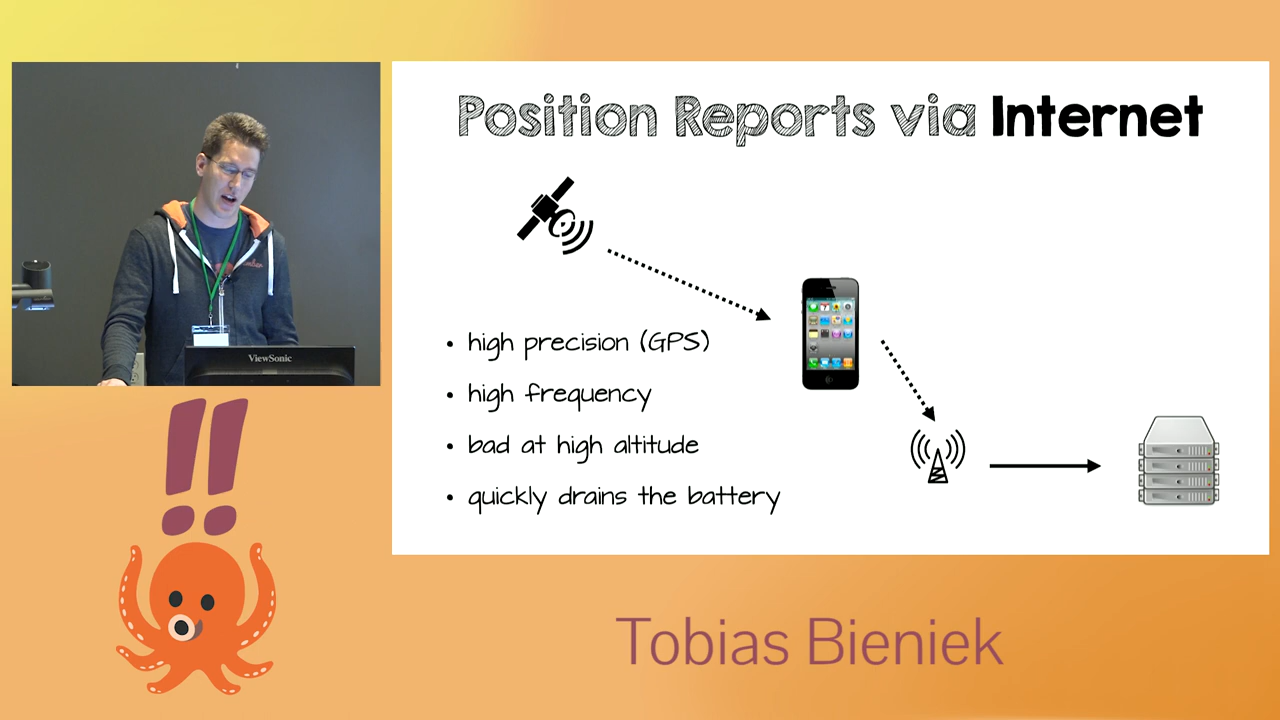 Position Reports via Internet
• high precision (GPS)
• high frequency
• bad at high altitude
• quickly drains the battery
ViewSonic
!!
Tobias Bieniek